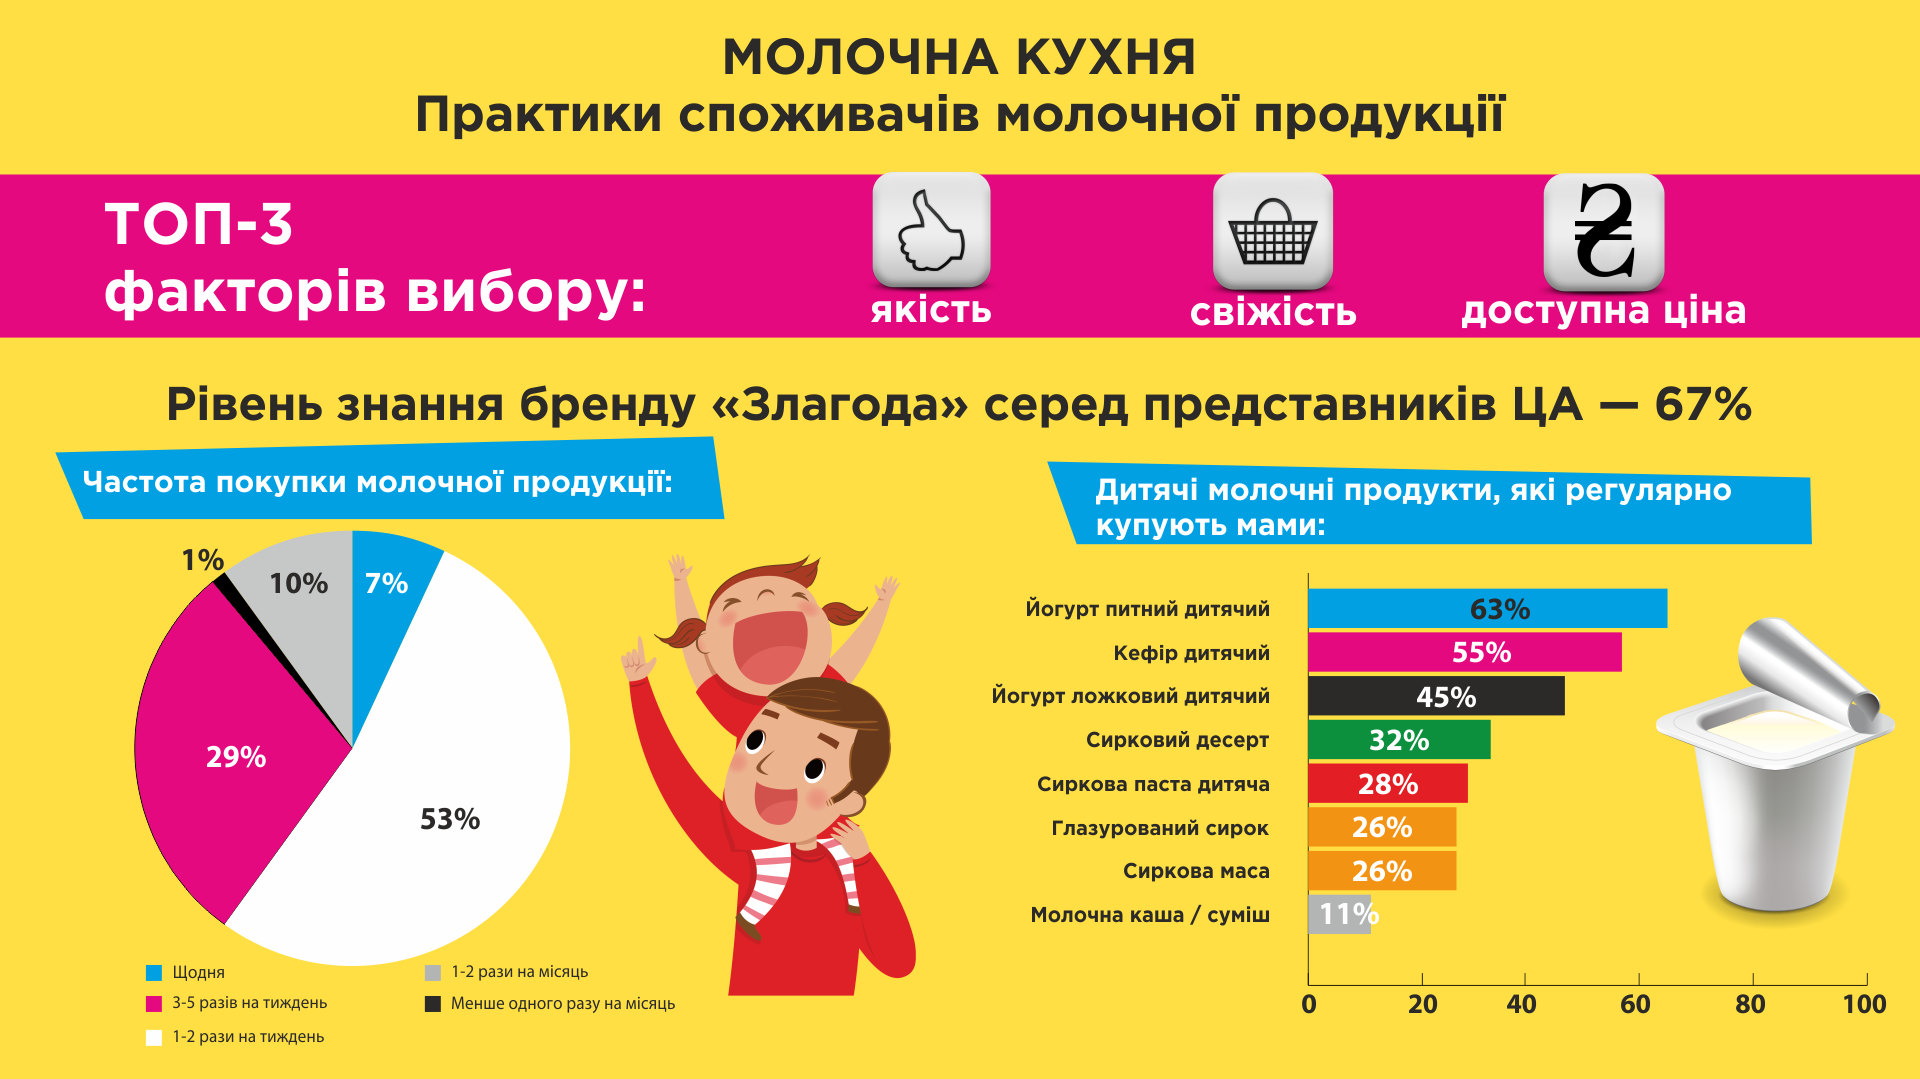 МОЛОЧНА КУХНЯ
Практики споживачів молочної продукції
ТОП-3
факторів вибору:
якість
свіжість
доступна ціна
Рівень знання бренду «Злагода» серед представників ЦА — 67%
Частота покупки молочної продукції:
1%
10%
7%
29%
53%
Щодня
3-5 разів на тиждень
1-2 рази на тиждень
1-2 рази на місяць
Менше одного разу на місяць
Дитячі молочні продукти, які регулярно
купують мами:
Йогурт питний дитячий 63%
Кефір дитячий 55%
Йогурт ложковий дитячий 45%
Сирковий десерт 32%
Сиркова паста дитяча 28%
Глазурований сирок 26%
Сиркова маса 26%
Молочна каша / суміш 11%
0 20 40 60 80 100